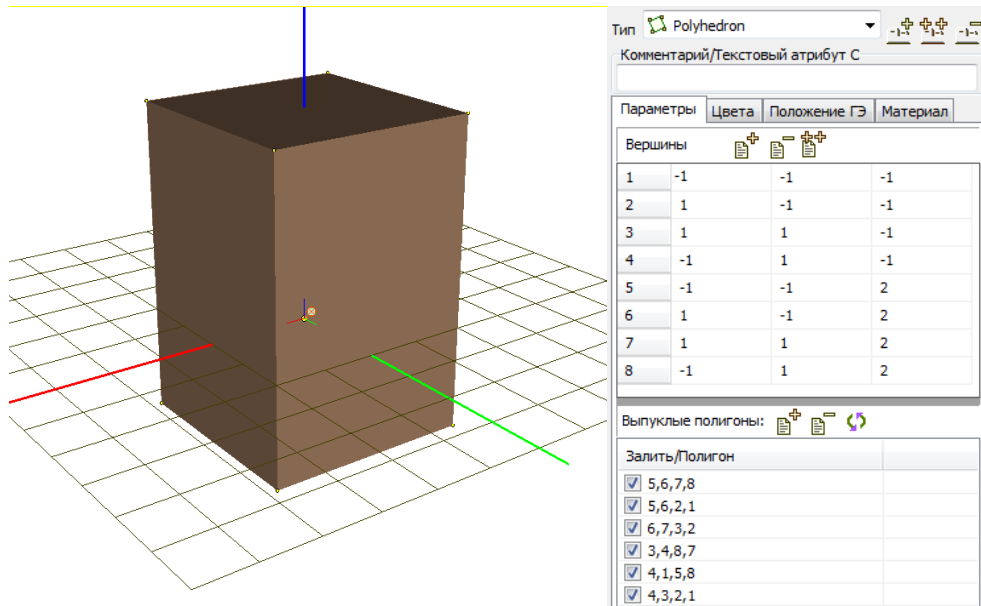 Тип Polyhedron
Комментарий/Текстовый атрибут C
Параметры Цвета Положение ГЭ Материал
Вершины
1 -1 -1 -1
2 1 -1 -1
3 1 1 -1
4 -1 1 -1
5 -1 -1 2
6 1 -1 2
7 1 1 2
8 -1 1 2
Выпуклые полигоны:
Залить/Полигон
5,6,7,8
5,6,2,1
6,7,3,2
3,4,8,7
4,1,5,8
4,3,2,1